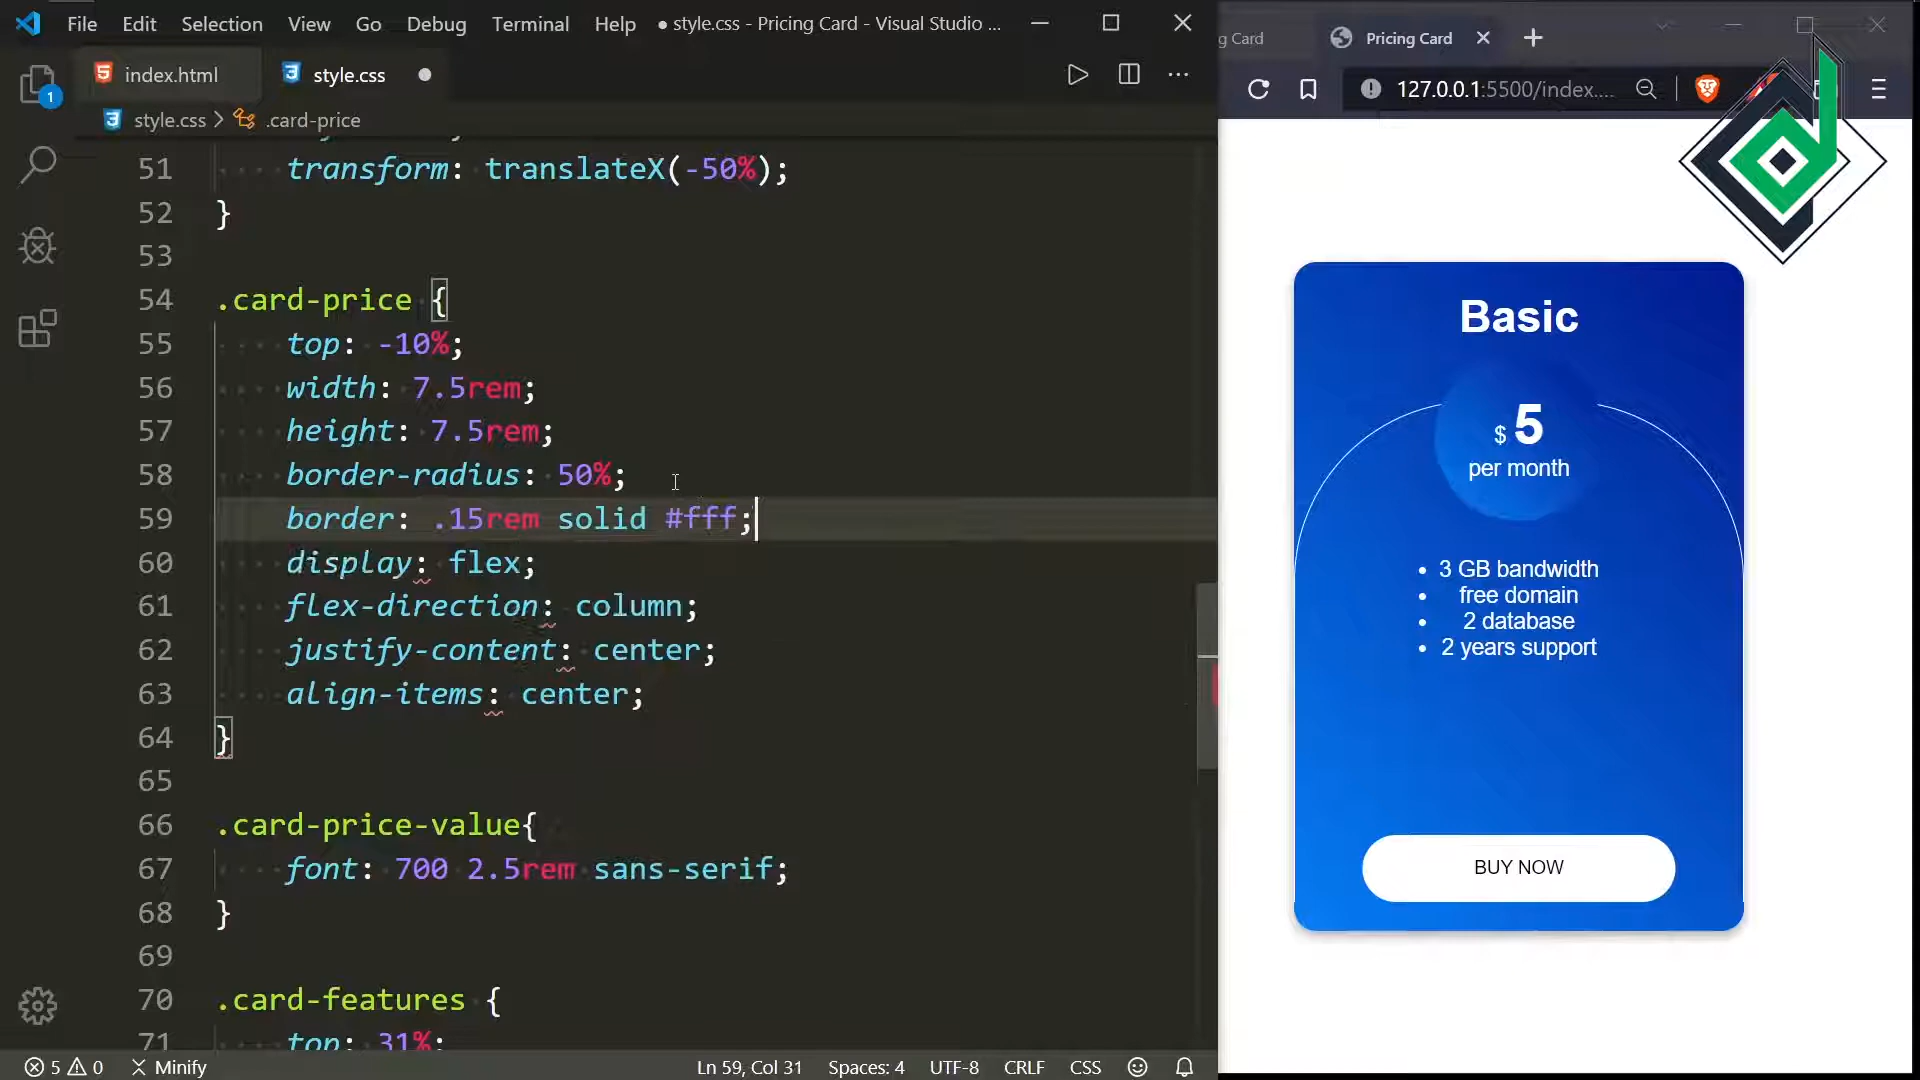 File Edit Selection View Go Debug Terminal Help ● style.css - Pricing Card - Visual Studio ...
index.html style.css ●
style.css > .card-price
51 transform: translateX(-50%);
52 }
53
54 .card-price {
55 top: -10%;
56 width: 7.5rem;
57 height: 7.5rem;
58 border-radius: 50%;
59 border: .15rem solid #fff;
60 display: flex;
61 flex-direction: column;
62 justify-content: center;
63 align-items: center;
64 }
65
66 .card-price-value{
67 font: 700 2.5rem sans-serif;
68 }
69
70 .card-features {
71 top: 31%;
1
5 0 Minify Ln 59, Col 31 Spaces: 4 UTF-8 CRLF CSS
g Card Pricing Card
127.0.0.1:5500/index....
Basic
$ 5
per month
• 3 GB bandwidth
• free domain
• 2 database
• 2 years support
BUY NOW